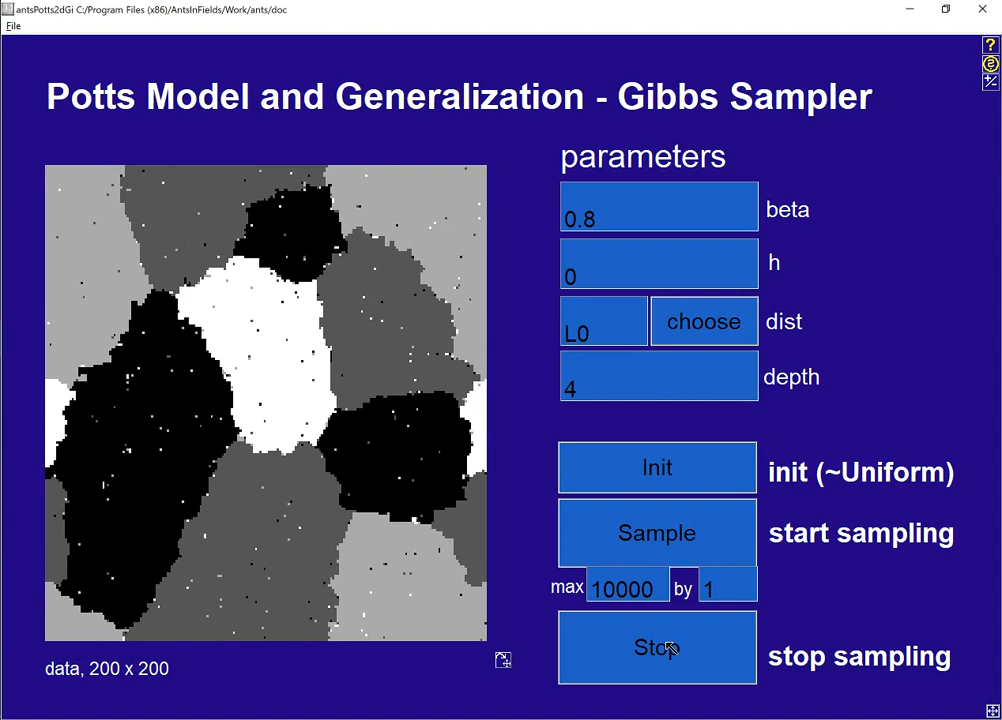 antsPotts2dGi C:/Program Files (x86)/AntsInFields/Work/ants/doc
File
?
Potts Model and Generalization - Gibbs Sampler
parameters
0.8 beta
0 h
L0 choose dist
4 depth
Init init (~Uniform)
Sample start sampling
max 10000 by 1
Stop stop sampling
data, 200 x 200